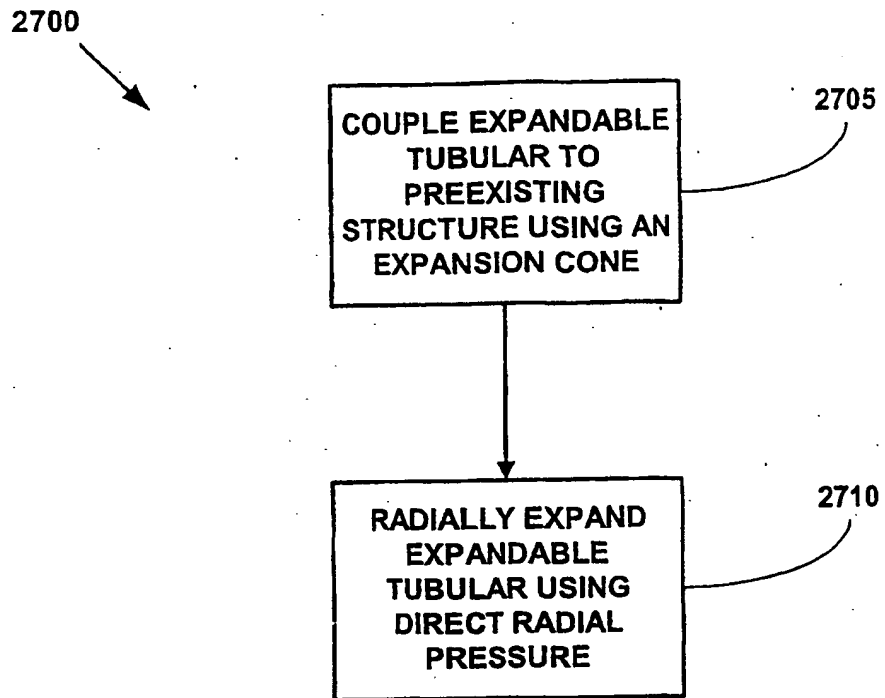 2700
2705
COUPLE EXPANDABLE
TUBULAR TO
PREEXISTING
STRUCTURE USING AN
EXPANSION CONE
2710
RADIALLY EXPAND
EXPANDABLE
TUBULAR USING
DIRECT RADIAL
PRESSURE